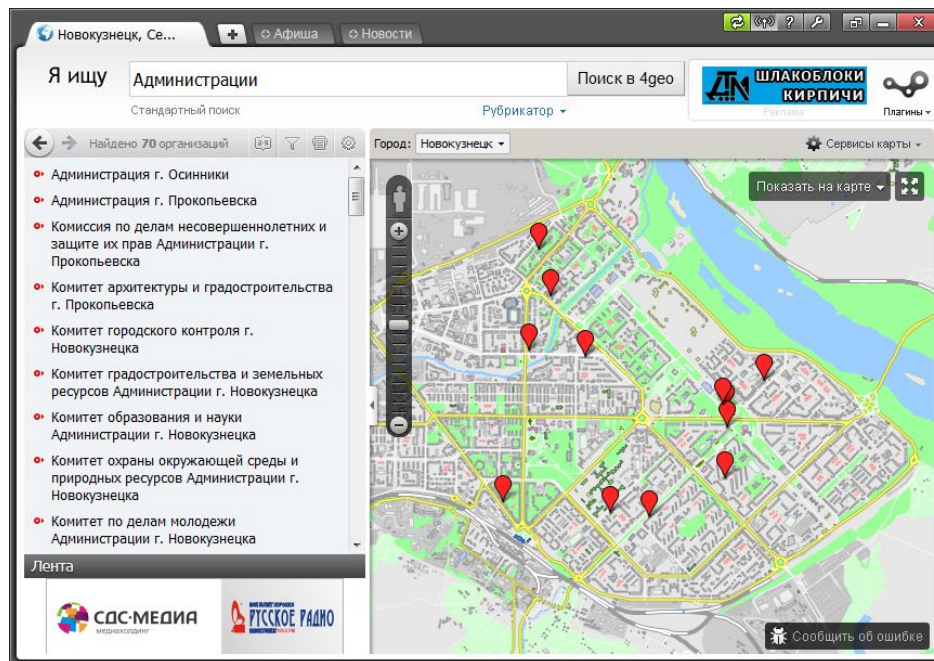 Новокузнецк, Се...
Афиша
Новости
Я ищу
Администрации
Поиск в 4geo
Стандартный поиск
Рубрикатор
ШЛАКОБЛОКИ
КИРПИЧИ
Реклама
Плагины
Найдено 70 организаций
Администрация г. Осинники
Администрация г. Прокопьевска
Комиссия по делам несовершеннолетних и
защите их прав Администрации г.
Прокопьевска
Комитет архитектуры и градостроительства
г. Прокопьевска
Комитет городского контроля г.
Новокузнецка
Комитет градостроительства и земельных
ресурсов Администрации г. Новокузнецка
Комитет образования и науки
Администрации г. Новокузнецка
Комитет охраны окружающей среды и
природных ресурсов Администрации г.
Новокузнецка
Комитет по делам молодежи
Администрации г. Новокузнецка
Лента
СДС·МЕДИА
медиахолдинг
РУССКОЕ РАДИО
Город: Новокузнецк
Сервисы карты
Показать на карте
Сообщить об ошибке